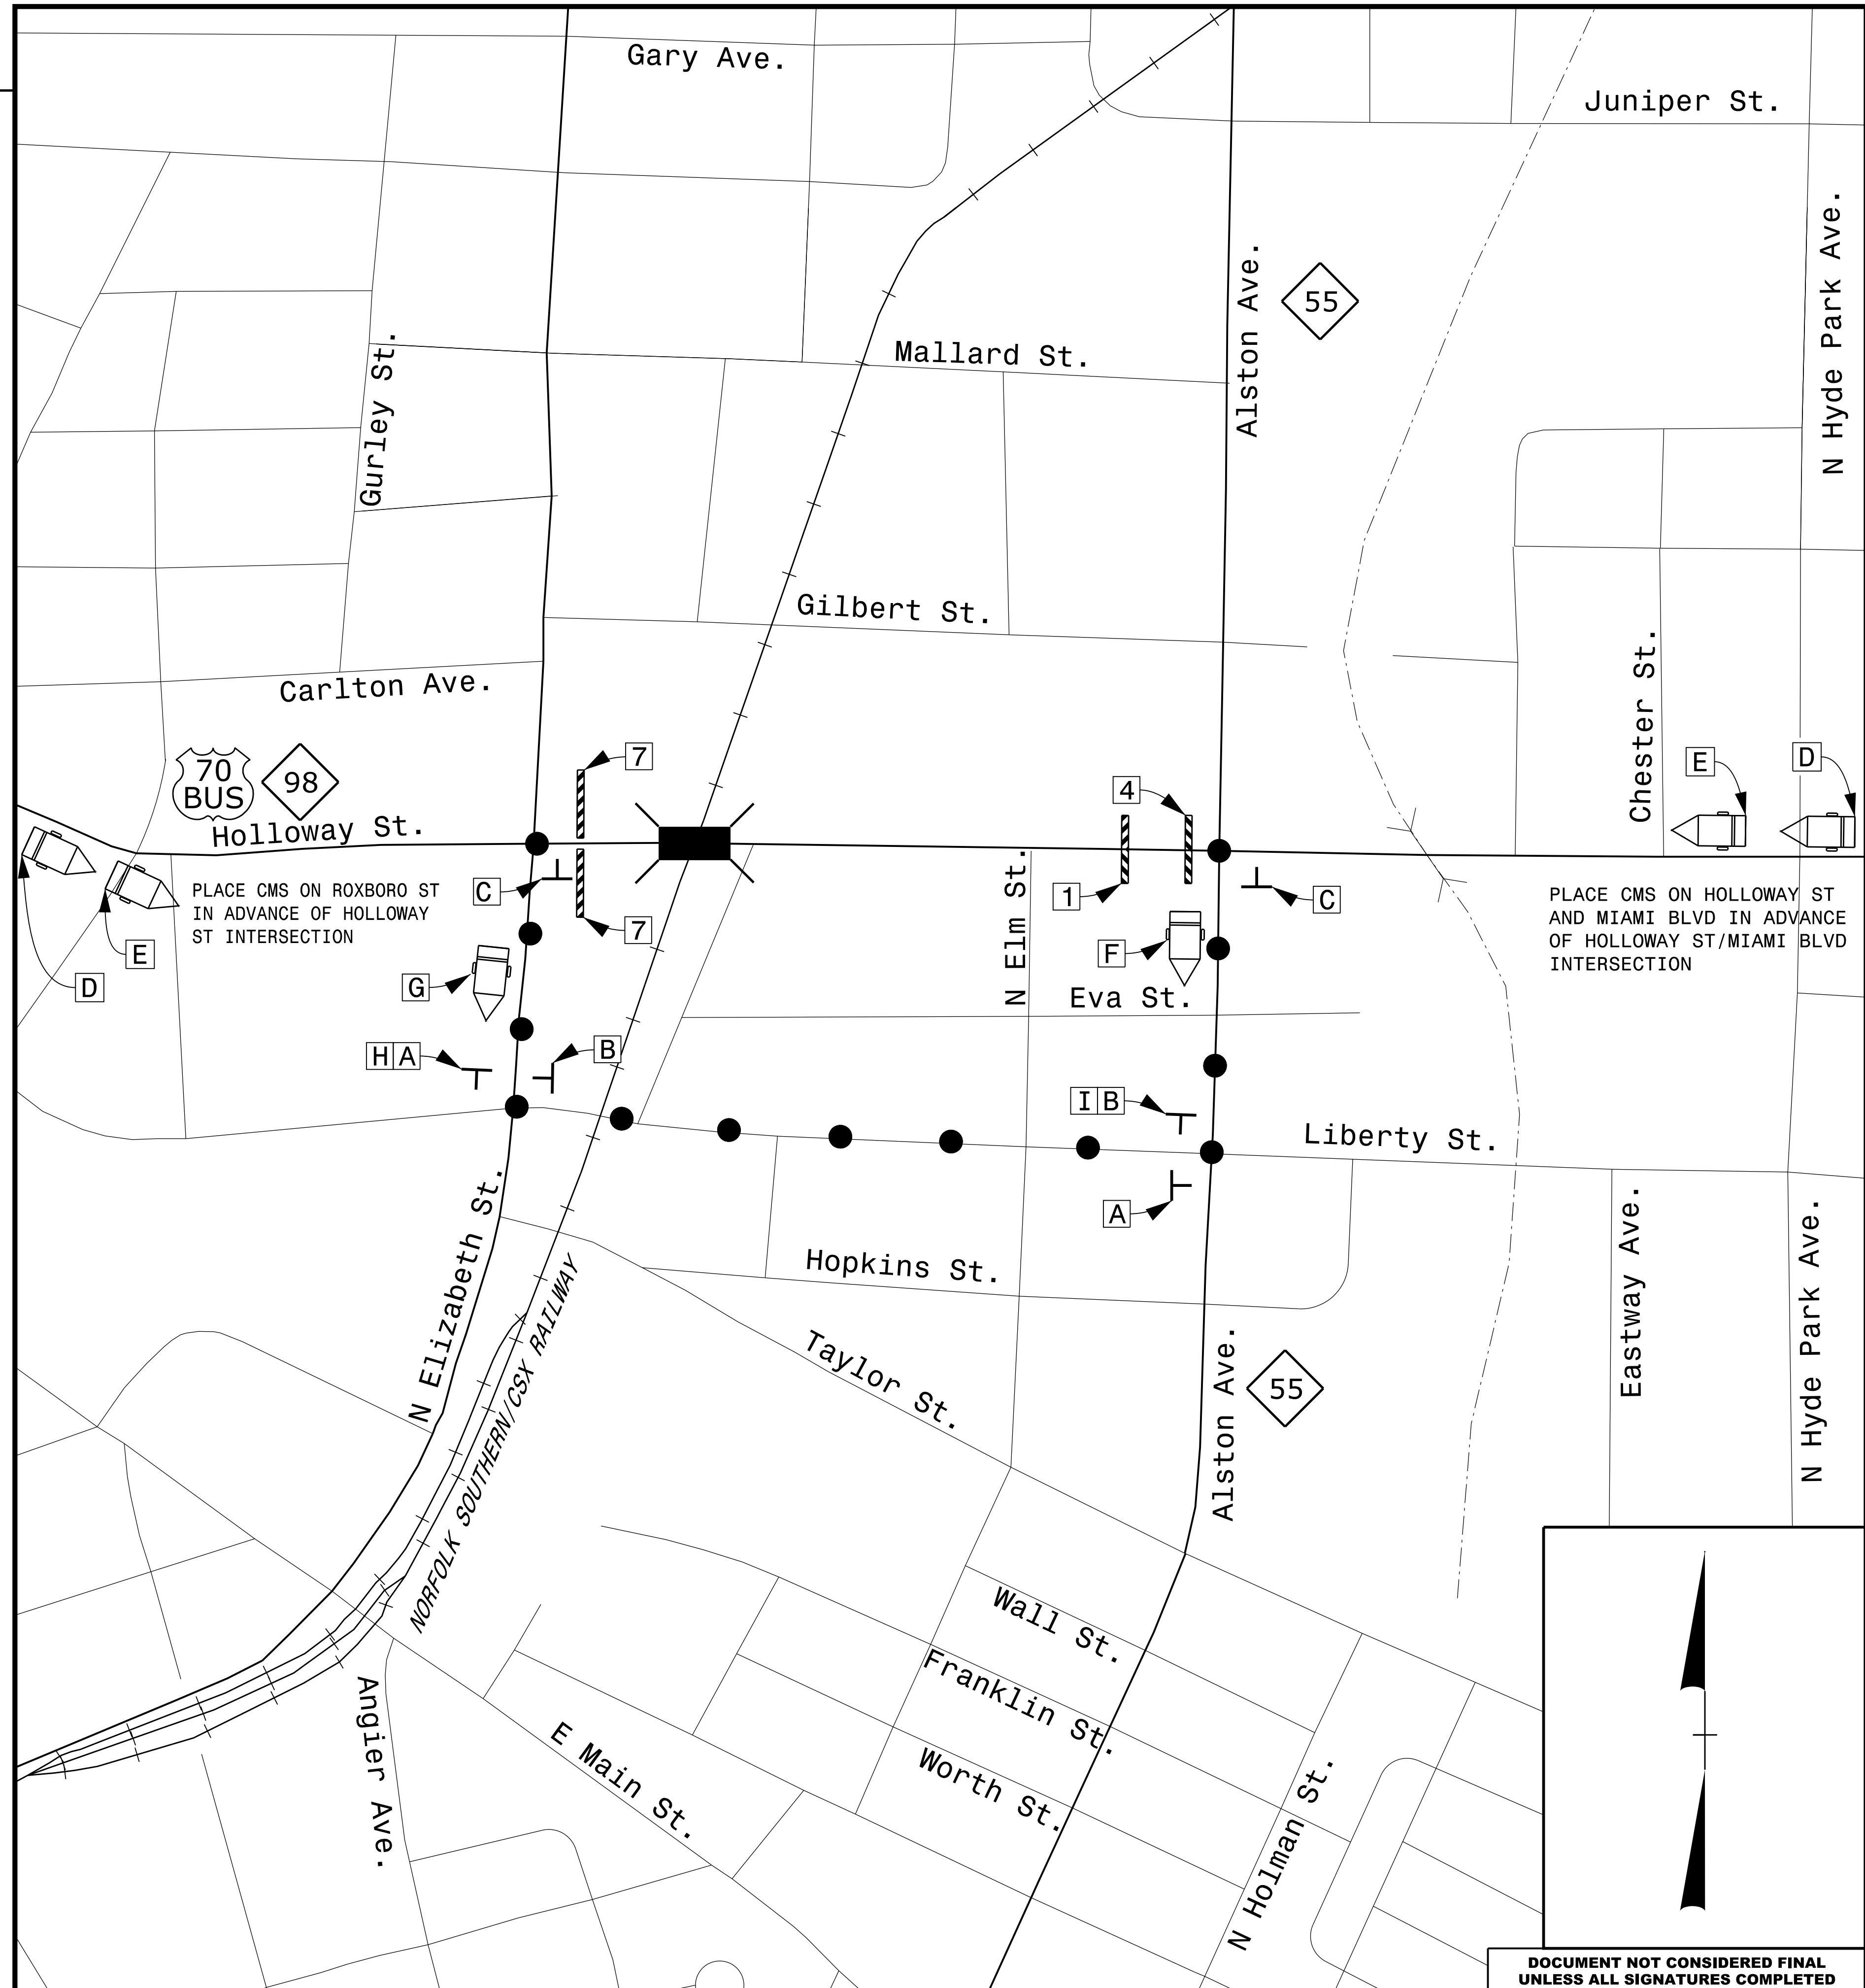 Gary Ave.
Juniper St.
N Hyde Park Ave.
Alston Ave.
55
Mallard St.
Gurley St.
Gilbert St.
Chester St.
Carlton Ave.
70
BUS
98
Holloway St.
7
4
E
D
PLACE CMS ON ROXBORO ST
IN ADVANCE OF HOLLOWAY
ST INTERSECTION
C
7
1
C
PLACE CMS ON HOLLOWAY ST
AND MIAMI BLVD IN ADVANCE
OF HOLLOWAY ST/MIAMI BLVD
INTERSECTION
E
D
G
N Elm St.
F
Eva St.
H A
B
I B
Liberty St.
A
N Elizabeth St.
NORFOLK SOUTHERN/CSX RAILWAY
Hopkins St.
Taylor St.
Alston Ave.
55
Eastway Ave.
N Hyde Park Ave.
Wall St.
Franklin St.
Worth St.
Angier Ave.
E Main St.
N Holman St.
DOCUMENT NOT CONSIDERED FINAL
UNLESS ALL SIGNATURES COMPLETED